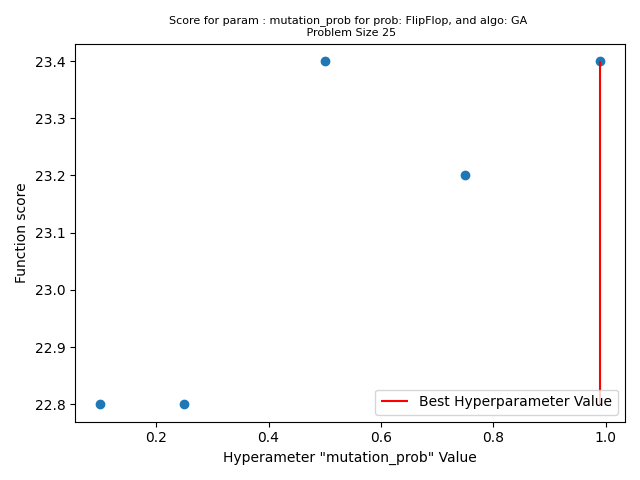 Score for param : mutation_prob for prob: FlipFlop, and algo: GA
Problem Size 25
Function score
23.4
23.3
23.2
23.1
23.0
22.9
22.8
Best Hyperparameter Value
0.2 0.4 0.6 0.8 1.0
Hyperameter "mutation_prob" Value